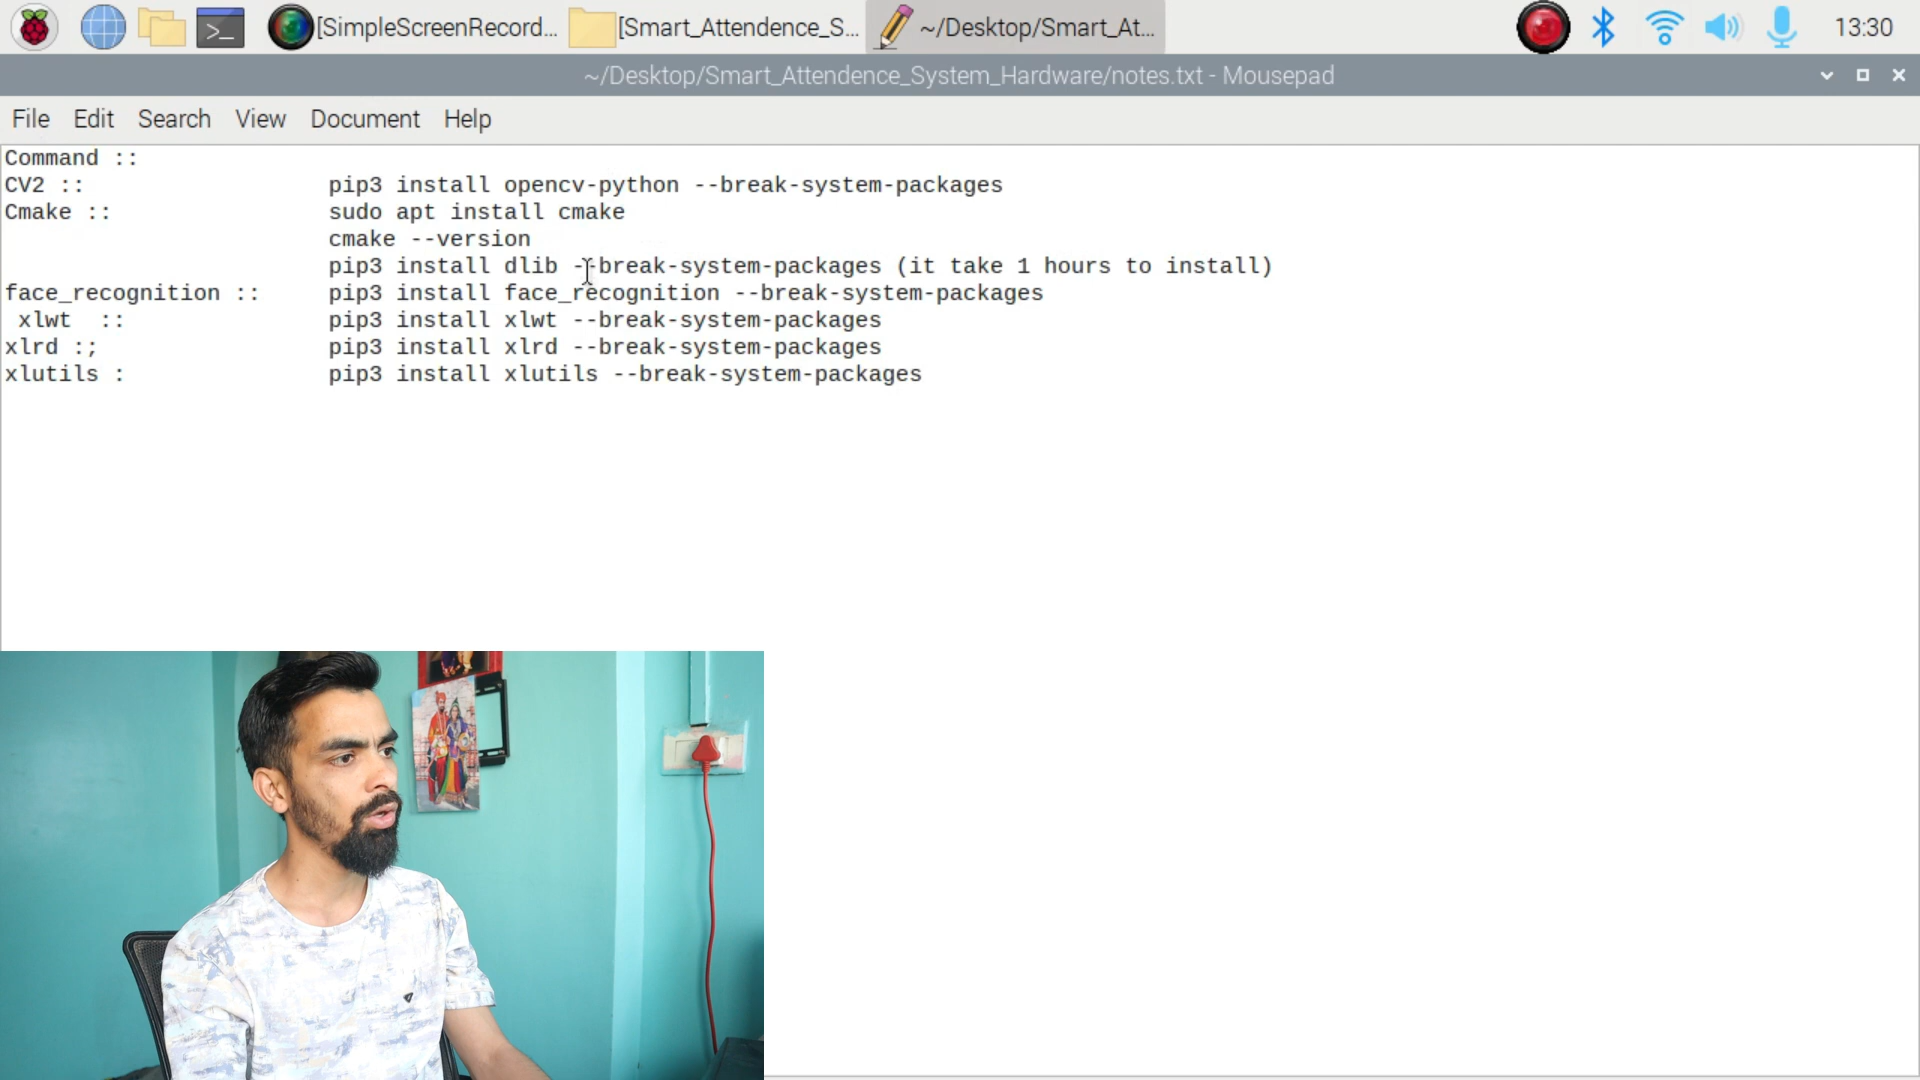 [SimpleScreenRecord...
[Smart_Attendence_S...
~/Desktop/Smart_At...
13:30
~/Desktop/Smart_Attendence_System_Hardware/notes.txt - Mousepad
File Edit Search View Document Help
Command ::
CV2 :: pip3 install opencv-python --break-system-packages
Cmake :: sudo apt install cmake
cmake --version
pip3 install dlib --break-system-packages (it take 1 hours to install)
face_recognition :: pip3 install face_recognition --break-system-packages
xlwt :: pip3 install xlwt --break-system-packages
xlrd :; pip3 install xlrd --break-system-packages
xlutils : pip3 install xlutils --break-system-packages